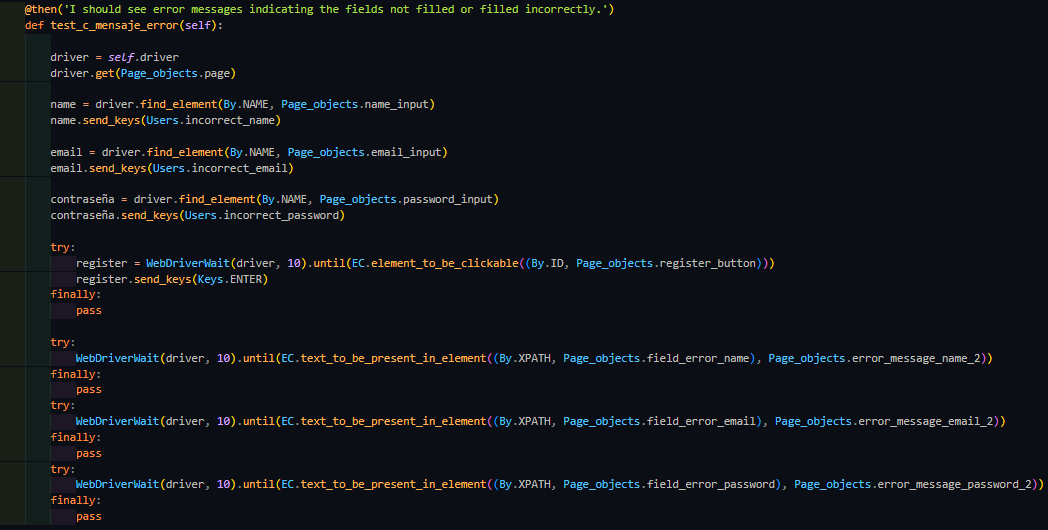 @then('I should see error messages indicating the fields not filled or filled incorrectly.')
def test_c_mensaje_error(self):
driver = self.driver
driver.get(Page_objects.page)
name = driver.find_element(By.NAME, Page_objects.name_input)
name.send_keys(Users.incorrect_name)
email = driver.find_element(By.NAME, Page_objects.email_input)
email.send_keys(Users.incorrect_email)
contraseña = driver.find_element(By.NAME, Page_objects.password_input)
contraseña.send_keys(Users.incorrect_password)
try:
register = WebDriverWait(driver, 10).until(EC.element_to_be_clickable((By.ID, Page_objects.register_button)))
register.send_keys(Keys.ENTER)
finally:
pass
try:
WebDriverWait(driver, 10).until(EC.text_to_be_present_in_element((By.XPATH, Page_objects.field_error_name), Page_objects.error_message_name_2))
finally:
pass
try:
WebDriverWait(driver, 10).until(EC.text_to_be_present_in_element((By.XPATH, Page_objects.field_error_email), Page_objects.error_message_email_2))
finally:
pass
try:
WebDriverWait(driver, 10).until(EC.text_to_be_present_in_element((By.XPATH, Page_objects.field_error_password), Page_objects.error_message_password_2))
finally:
pass